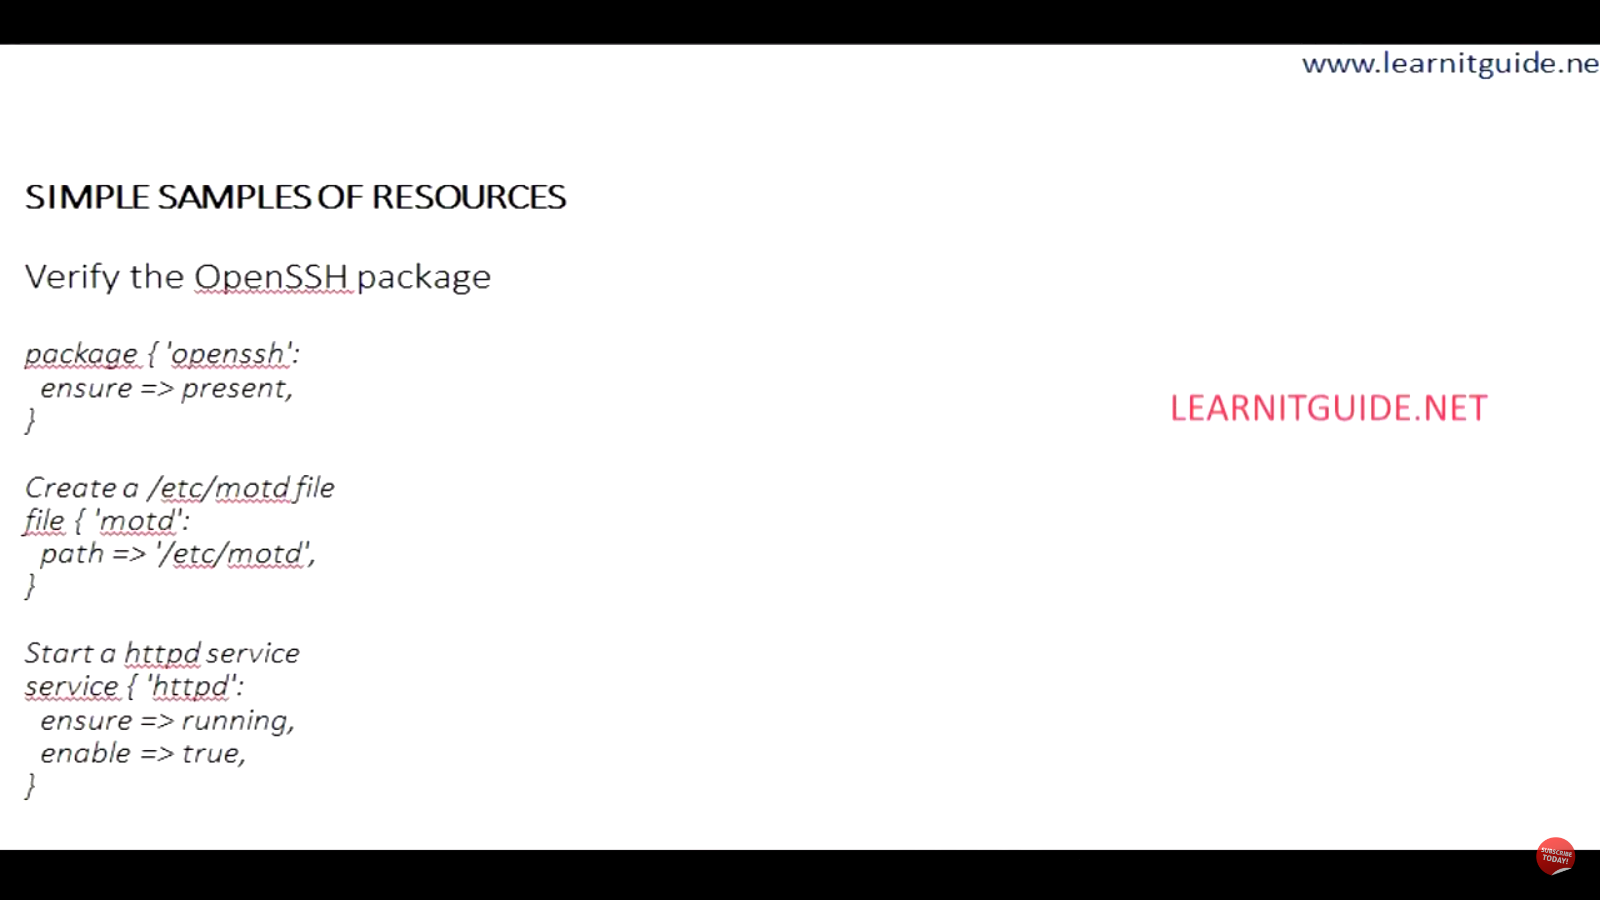 www.learnitguide.ne
SIMPLE SAMPLES OF RESOURCES
Verify the OpenSSH package
package { 'openssh':
ensure => present,
}
LEARNITGUIDE.NET
Create a /etc/motd file
file { 'motd':
path => '/etc/motd',
}
Start a httpd service
service { 'httpd':
ensure => running,
enable => true,
}
SUBSCRIBE
TODAY!